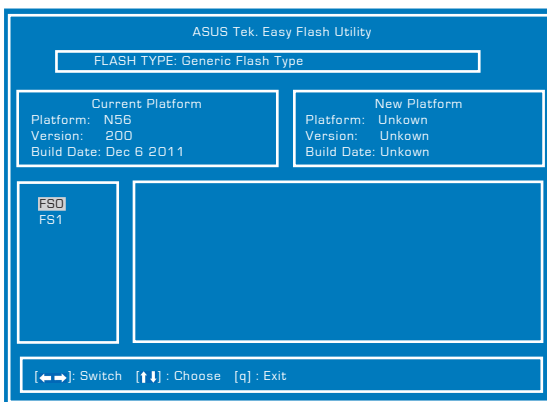 ASUS Tek. Easy Flash Utility
FLASH TYPE: Generic Flash Type
Current Platform
Platform: N56
Version: 200
Build Date: Dec 6 2011
New Platform
Platform: Unkown
Version: Unkown
Build Date: Unkown
FS0
FS1
[←→]: Switch [↑↓] : Choose [q] : Exit